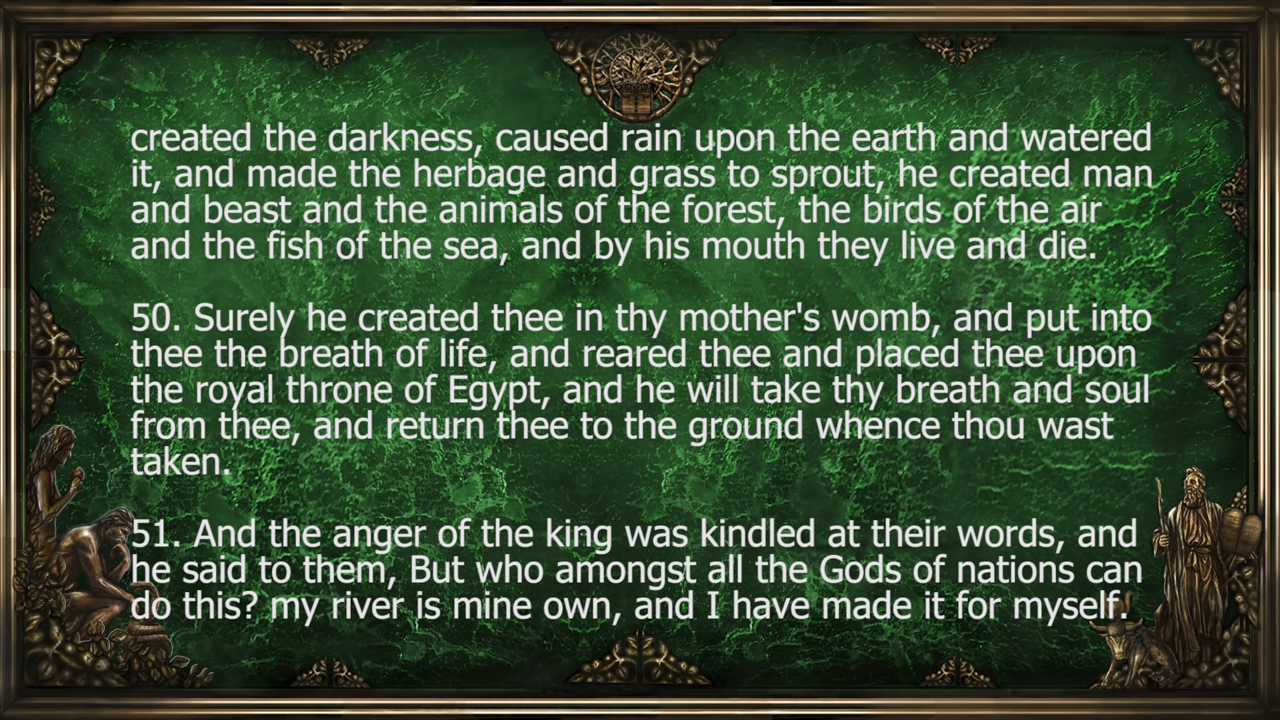 created the darkness, caused rain upon the earth and watered
it, and made the herbage and grass to sprout, he created man
and beast and the animals of the forest, the birds of the air
and the fish of the sea, and by his mouth they live and die.
50. Surely he created thee in thy mother's womb, and put into
thee the breath of life, and reared thee and placed thee upon
the royal throne of Egypt, and he will take thy breath and soul
from thee, and return thee to the ground whence thou wast
taken.
51. And the anger of the king was kindled at their words, and
he said to them, But who amongst all the Gods of nations can
do this? my river is mine own, and I have made it for myself.